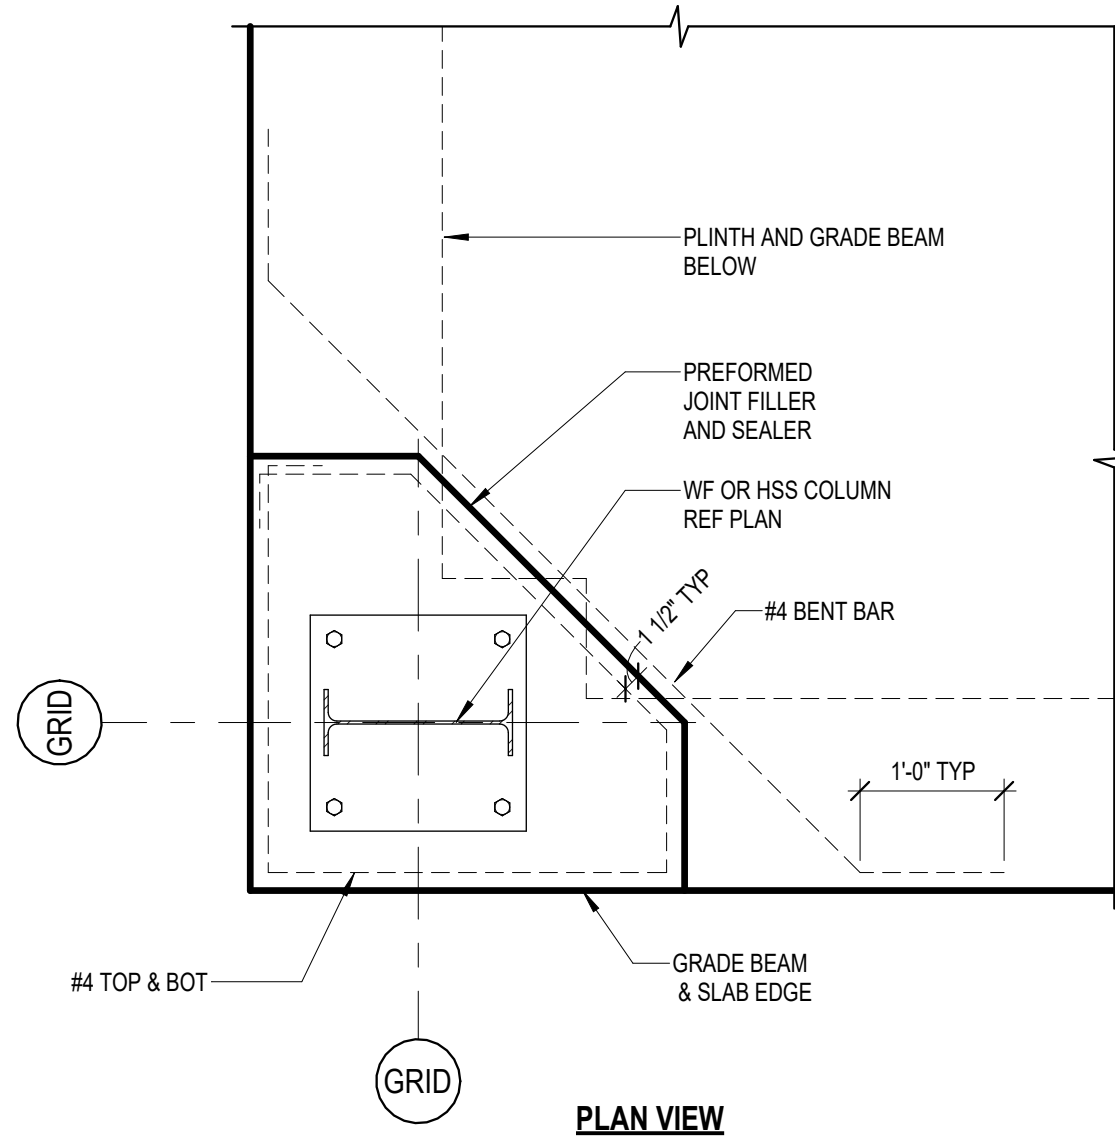 PLINTH AND GRADE BEAM
BELOW
PREFORMED
JOINT FILLER
AND SEALER
WF OR HSS COLUMN
REF PLAN
1 1/2" TYP
#4 BENT BAR
GRID
1'-0" TYP
#4 TOP & BOT
GRADE BEAM
& SLAB EDGE
GRID
PLAN VIEW